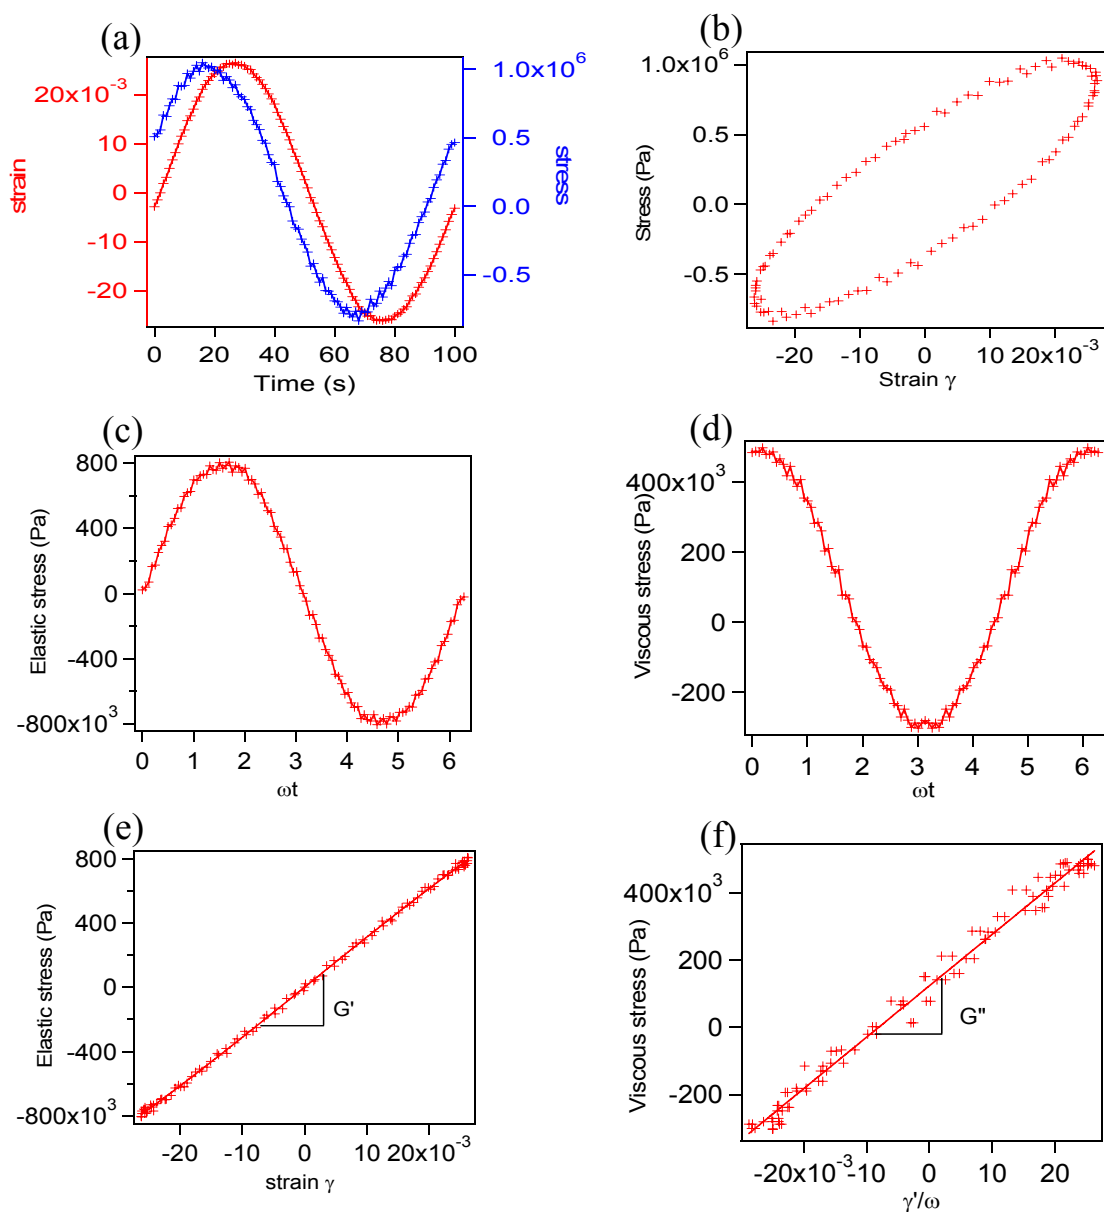 (a)
strain
20x10⁻³
10
0
-10
-20
1.0x10⁶
0.5
0.0
-0.5
stress
0 20 40 60 80 100
Time (s)
(b)
Stress (Pa)
1.0x10⁶
0.5
0.0
-0.5
-20 -10 0 10 20x10⁻³
Strain γ
(c)
Elastic stress (Pa)
800
400
0
-400
-800x10³
0 1 2 3 4 5 6
ωt
(d)
Viscous stress (Pa)
400x10³
200
0
-200
0 1 2 3 4 5 6
ωt
(e)
Elastic stress (Pa)
800
400
0
-400
-800x10³
G'
-20 -10 0 10 20x10⁻³
strain γ
(f)
Viscous stress (Pa)
400x10³
200
0
-200
G"
-20x10⁻³ -10 0 10 20
γ'/ω